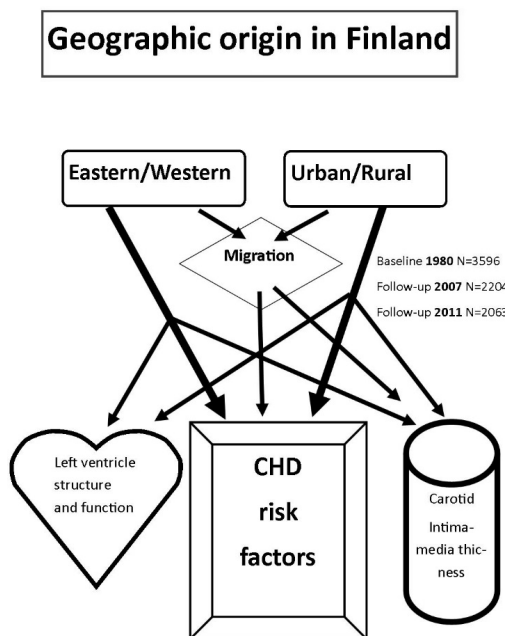 Geographic origin in Finland
Eastern/Western
Urban/Rural
Migration
Baseline 1980 N=3596
Follow-up 2007 N=2204
Follow-up 2011 N=2063
Left ventricle
structure
and function
CHD
risk
factors
Carotid
Intima-
media thic-
ness